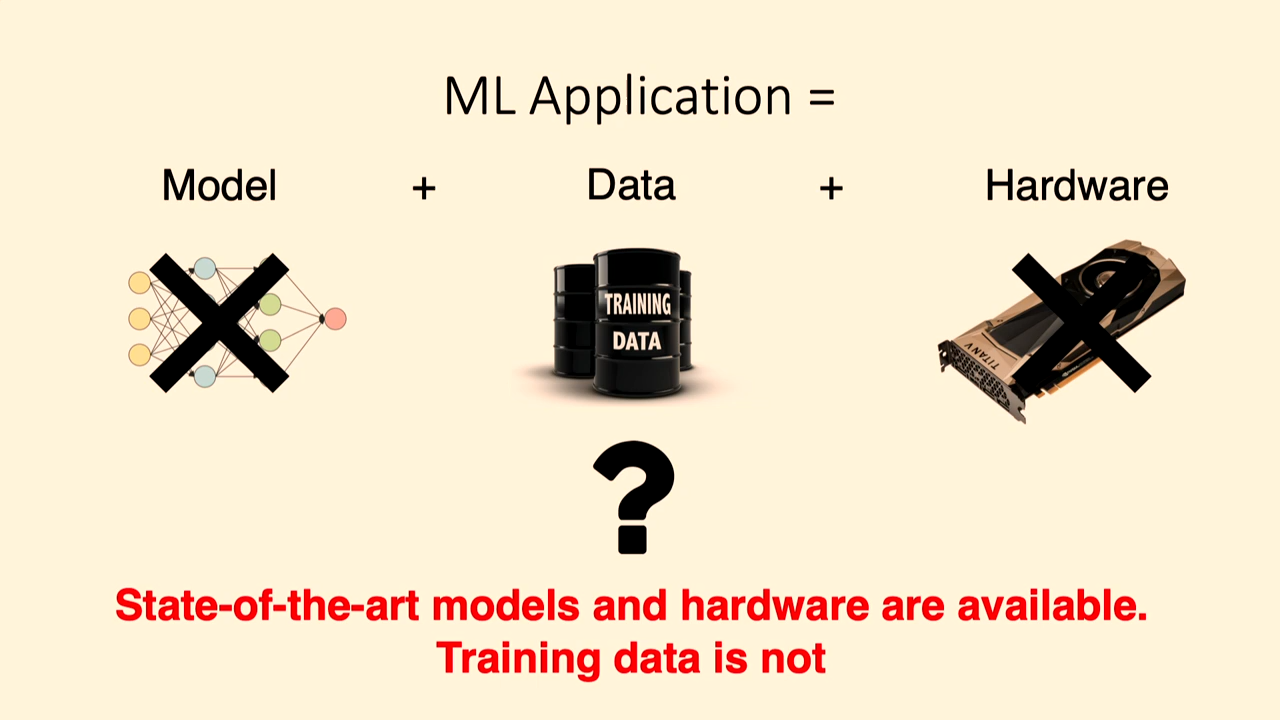 ML Application =
Model + Data + Hardware
TRAINING
DATA
TITAN V
?
State-of-the-art models and hardware are available.
Training data is not